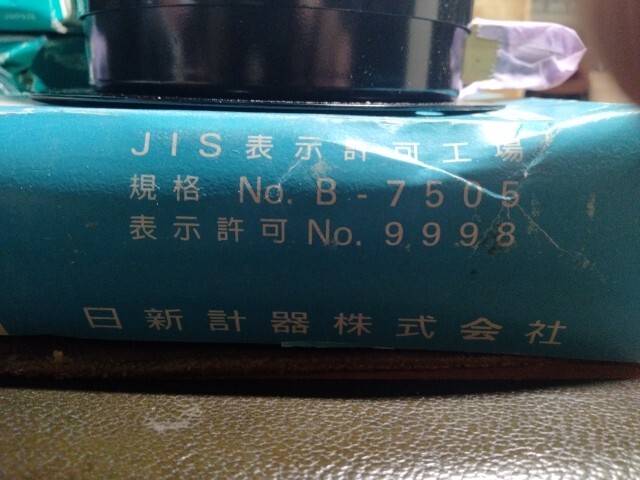 JIS表示許可工場
規格 No. B-7505
表示許可 No. 9998
日新計器株式会社